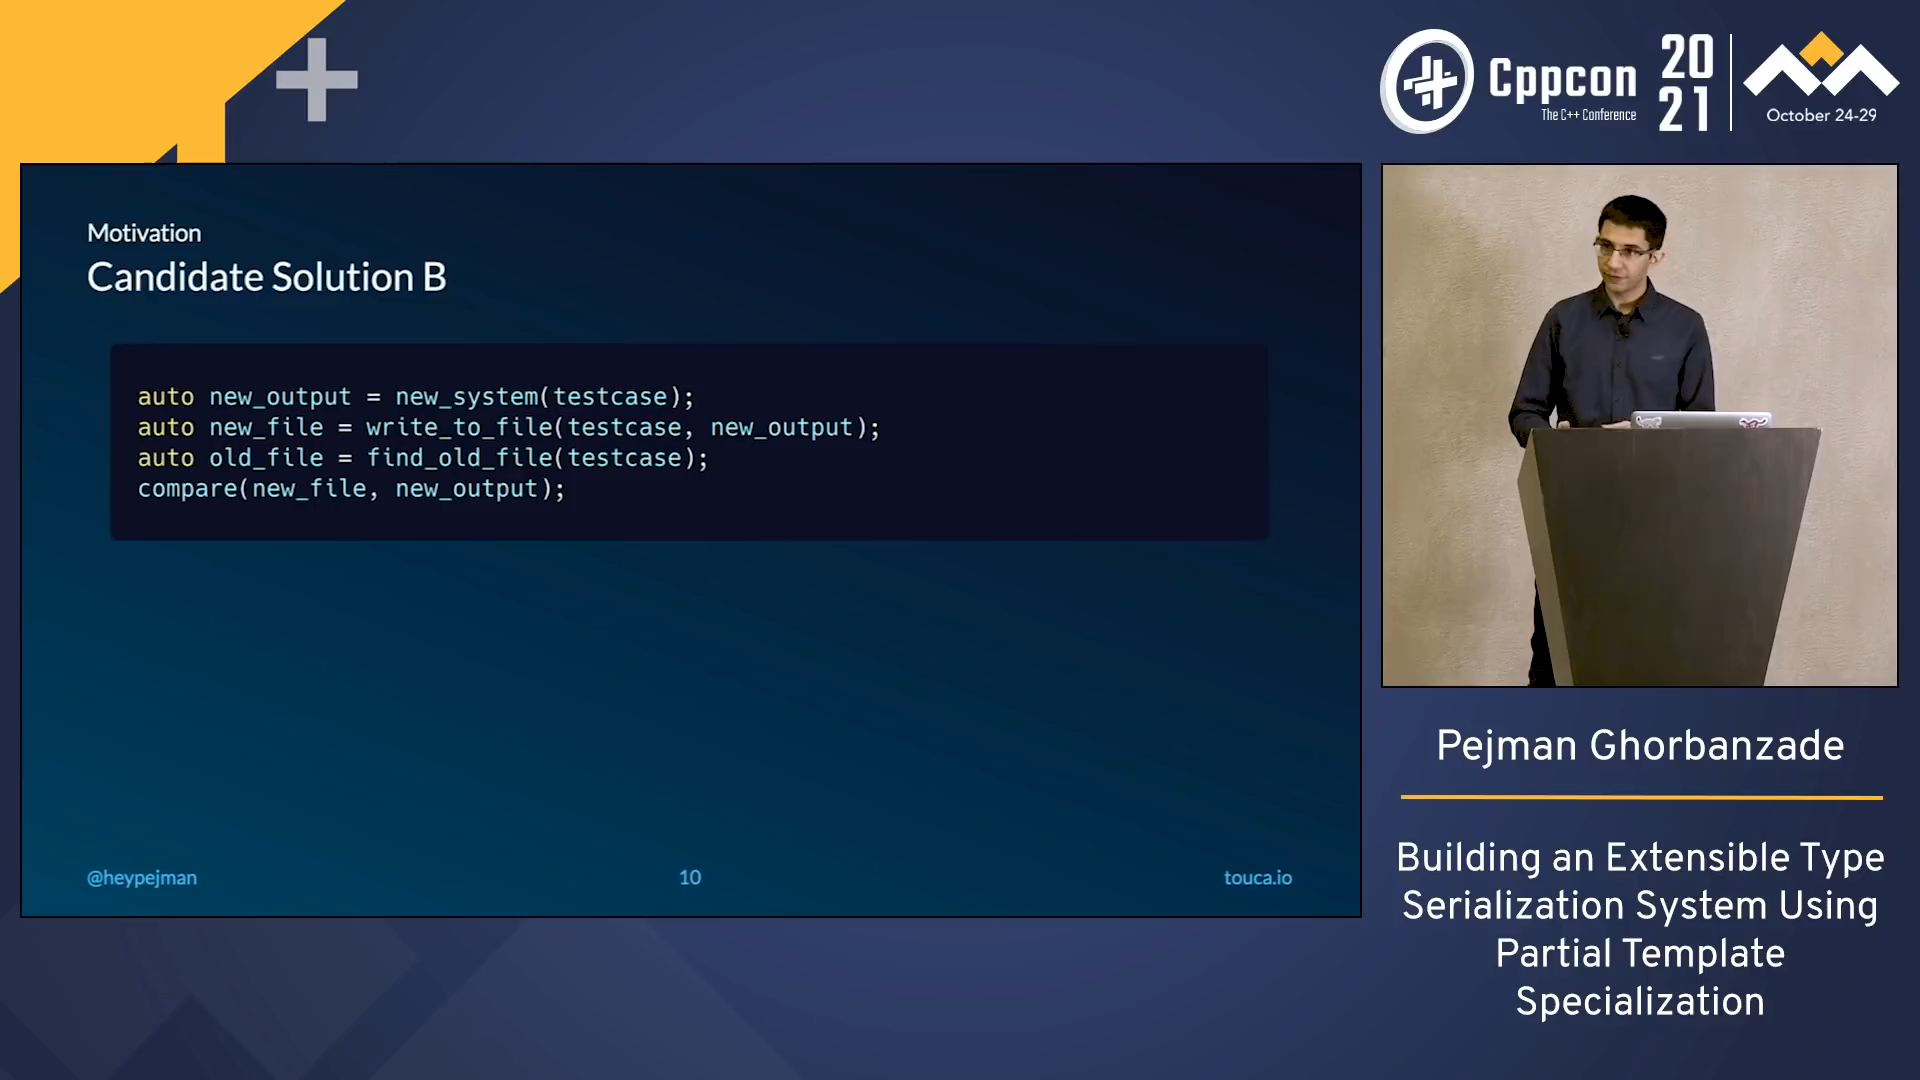 Cppcon
The C++ Conference
20
21
October 24-29
Motivation
Candidate Solution B
auto new_output = new_system(testcase);
auto new_file = write_to_file(testcase, new_output);
auto old_file = find_old_file(testcase);
compare(new_file, new_output);
@heypejman
10
touca.io
Pejman Ghorbanzade
Building an Extensible Type
Serialization System Using
Partial Template
Specialization